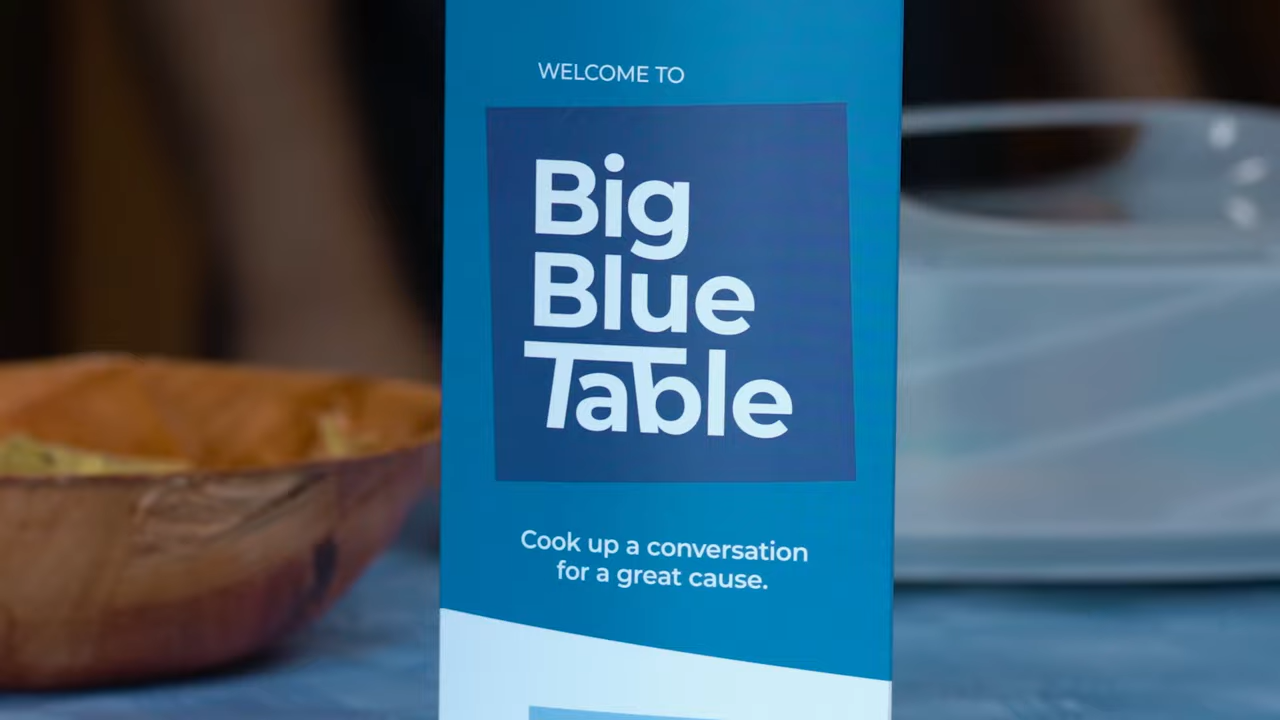 WELCOME TO
Big
Blue
Table
Cook up a conversation
for a great cause.